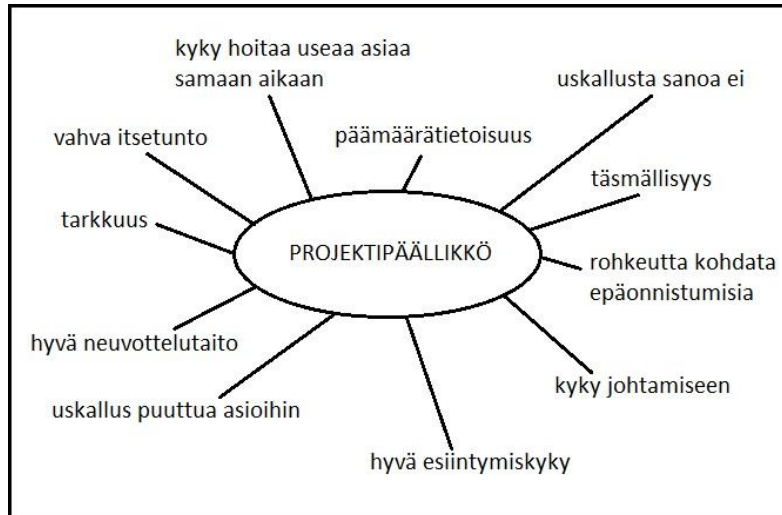 kyky hoitaa useaa asiaa
samaan aikaan
uskallusta sanoa ei
päämäärätietoisuus
vahva itsetunto
täsmällisyys
tarkkuus
PROJEKTIPÄÄLLIKKÖ
rohkeutta kohdata
epäonnistumisia
hyvä neuvottelutaito
kyky johtamiseen
uskallus puuttua asioihin
hyvä esiintymiskyky